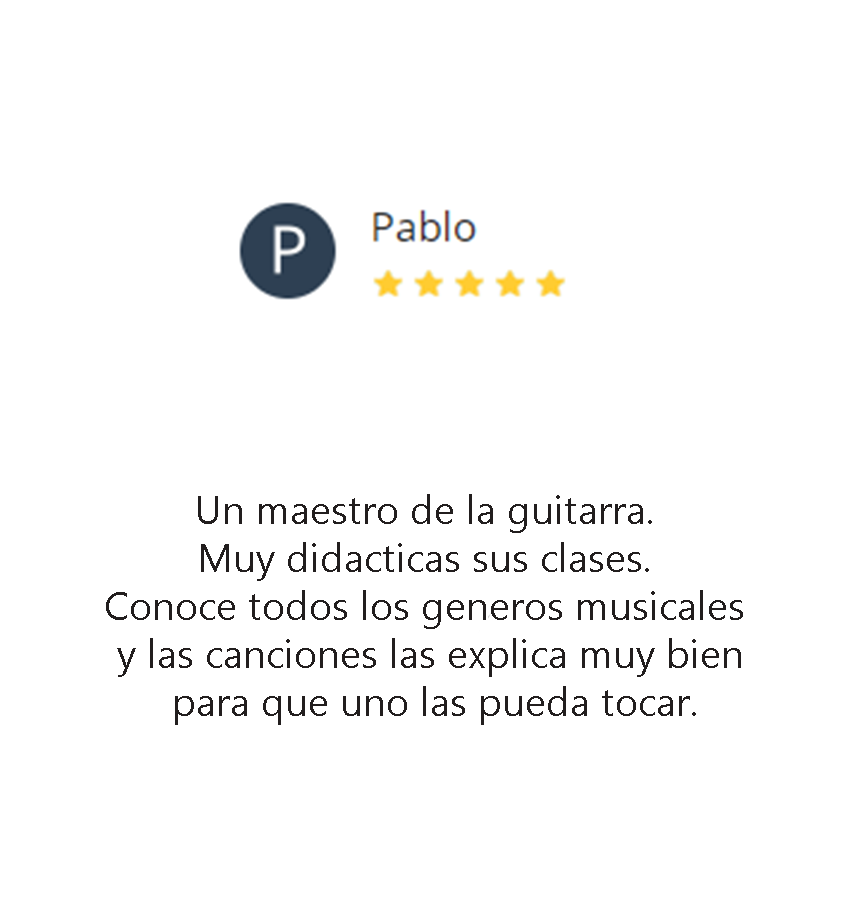 P
Pablo
Un maestro de la guitarra.
Muy didacticas sus clases.
Conoce todos los generos musicales
y las canciones las explica muy bien
para que uno las pueda tocar.